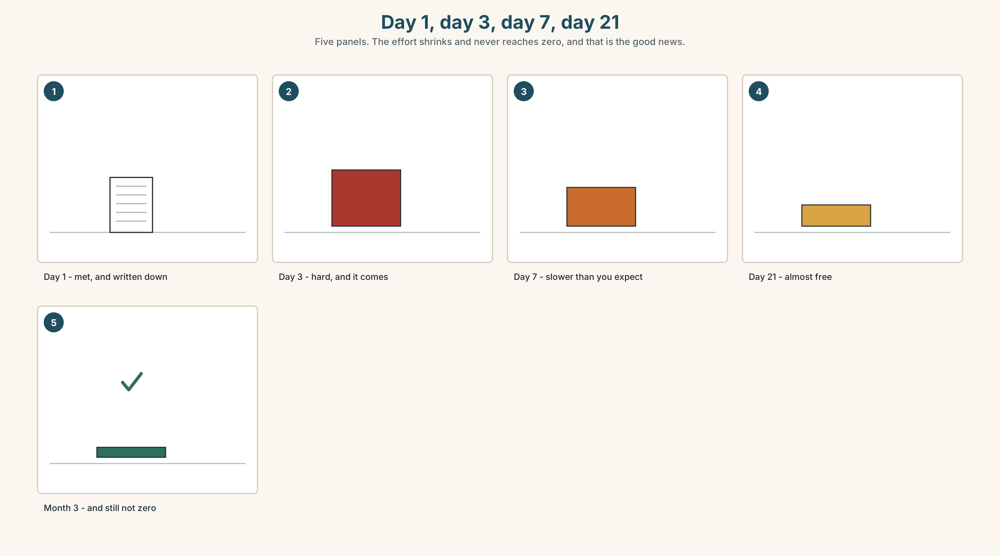 Day 1, day 3, day 7, day 21
Five panels. The effort shrinks and never reaches zero, and that is the good news.
1
2
3
4
Day 1 - met, and written down
Day 3 - hard, and it comes
Day 7 - slower than you expect
Day 21 - almost free
5
Month 3 - and still not zero